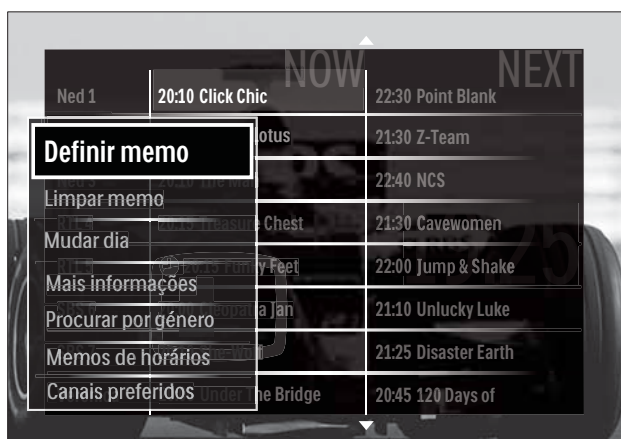 NOW NEXT
Ned 1 20:10 Click Chic 22:30 Point Blank
Definir memo otus 21:30 Z-Team
22:40 NCS
Limpar memo Chest 21:30 Cavewomen
Mudar dia
Mais informações Feet 22:00 Jump & Shake
Procurar por género Jan 21:10 Unlucky Luke
Memos de horários 21:25 Disaster Earth
Canais preferidos Under The Bridge 20:45 120 Days of